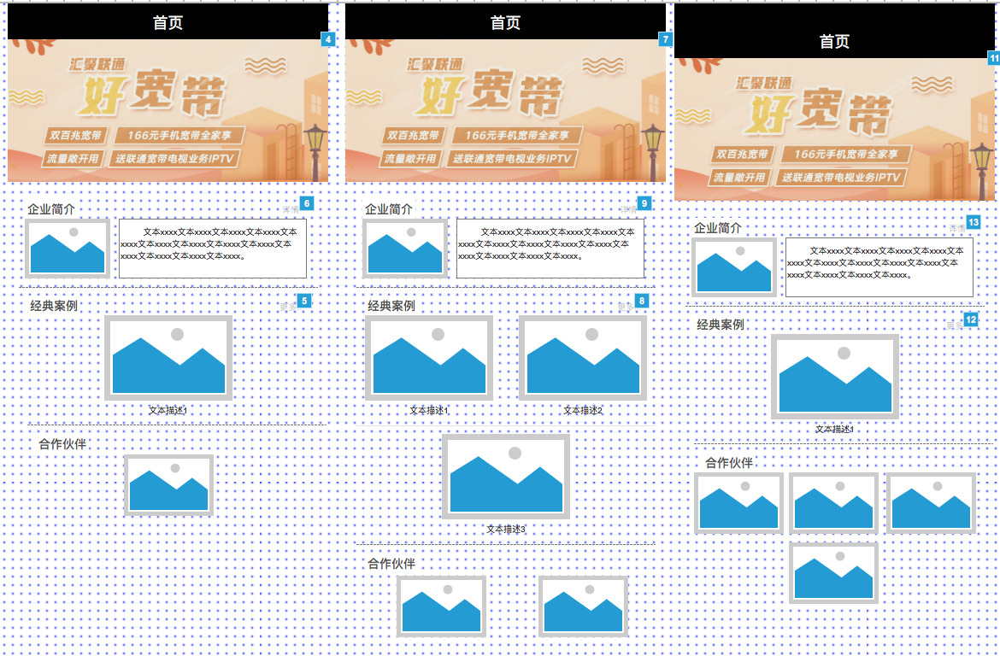 首页
4
汇聚联通
好宽带
双百兆宽带 166元手机宽带全家享
流量敞开用 送联通宽带电视业务IPTV
企业简介
详情
6
文本xxxx文本xxxx文本xxxx文本xxxx文本
xxxx文本xxxx文本xxxx文本xxxx文本xxxx文本
xxxx文本xxxx文本xxxx文本xxxx。
经典案例
更多
5
文本描述1
合作伙伴
首页
7
汇聚联通
好宽带
双百兆宽带 166元手机宽带全家享
流量敞开用 送联通宽带电视业务IPTV
企业简介
详情
9
文本xxxx文本xxxx文本xxxx文本xxxx文本
xxxx文本xxxx文本xxxx文本xxxx文本xxxx文本
xxxx文本xxxx文本xxxx文本xxxx。
经典案例
更多
8
文本描述1
文本描述2
文本描述3
合作伙伴
首页
11
汇聚联通
好宽带
双百兆宽带 166元手机宽带全家享
流量敞开用 送联通宽带电视业务IPTV
企业简介
详情
13
文本xxxx文本xxxx文本xxxx文本xxxx文本
xxxx文本xxxx文本xxxx文本xxxx文本xxxx文本
xxxx文本xxxx文本xxxx文本xxxx。
经典案例
更多
12
文本描述1
合作伙伴